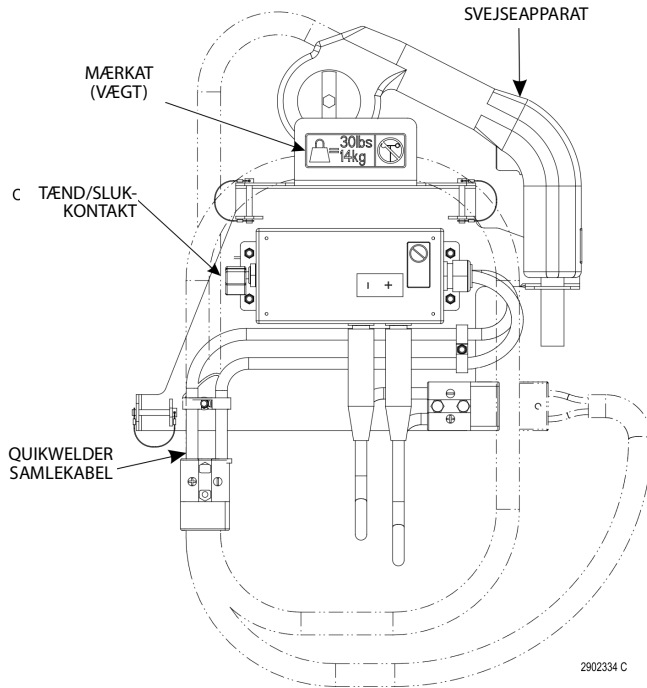 SVEJSEAPPARAT
MÆRKAT
(VÆGT)
= 30lbs
14kg
C TÆND/SLUK-
KONTAKT
- +
QUIKWELDER
SAMLEKABEL
2902334 C